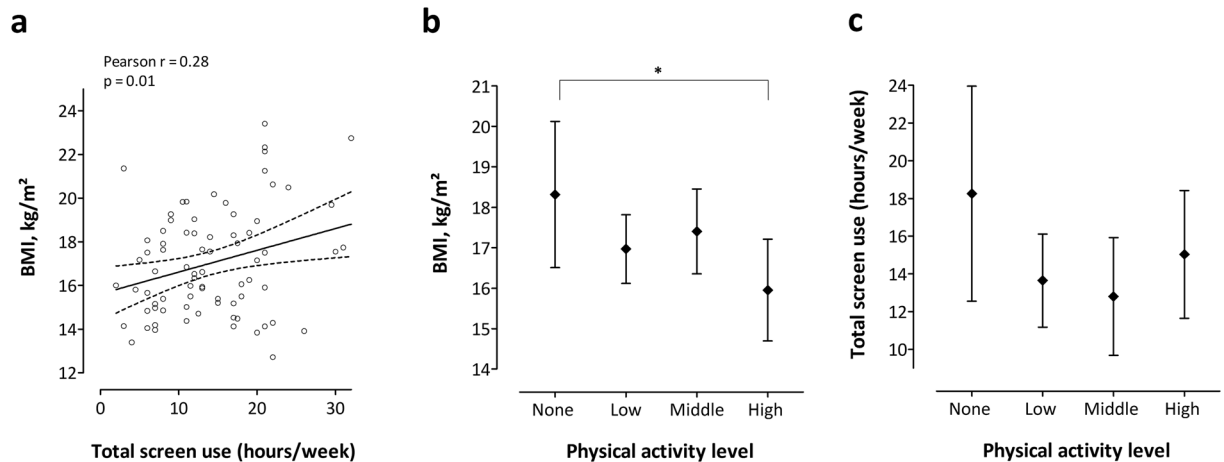 a
Pearson r = 0.28
p = 0.01
BMI, kg/m²
24
22
20
18
16
14
12
0 10 20 30
Total screen use (hours/week)
b
*
BMI, kg/m²
21
20
19
18
17
16
15
14
None Low Middle High
Physical activity level
c
Total screen use (hours/week)
24
22
20
18
16
14
12
10
None Low Middle High
Physical activity level